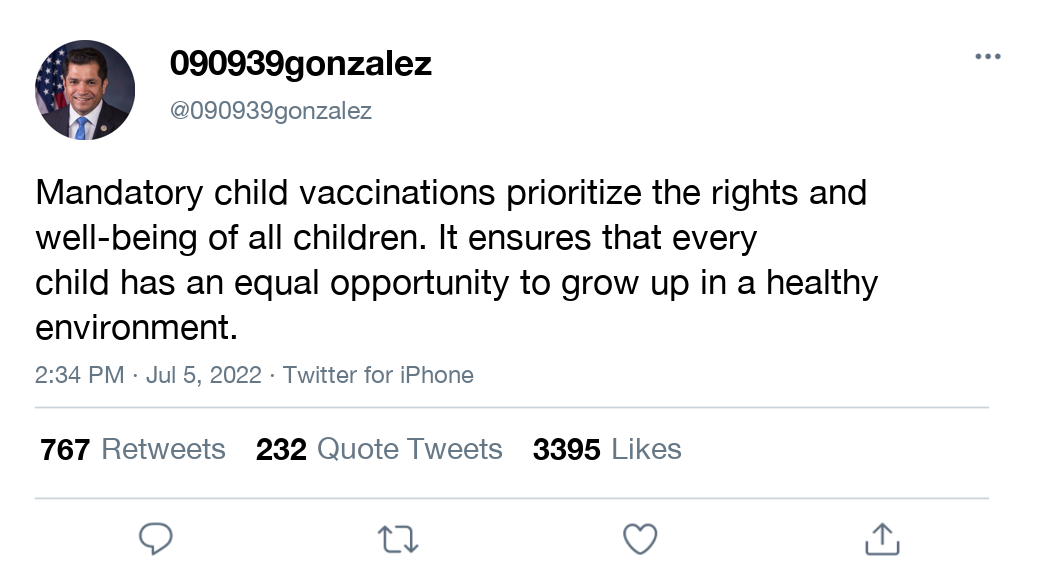 090939gonzalez
@090939gonzalez
Mandatory child vaccinations prioritize the rights and
well-being of all children. It ensures that every
child has an equal opportunity to grow up in a healthy
environment.
2:34 PM · Jul 5, 2022 · Twitter for iPhone
767 Retweets 232 Quote Tweets 3395 Likes